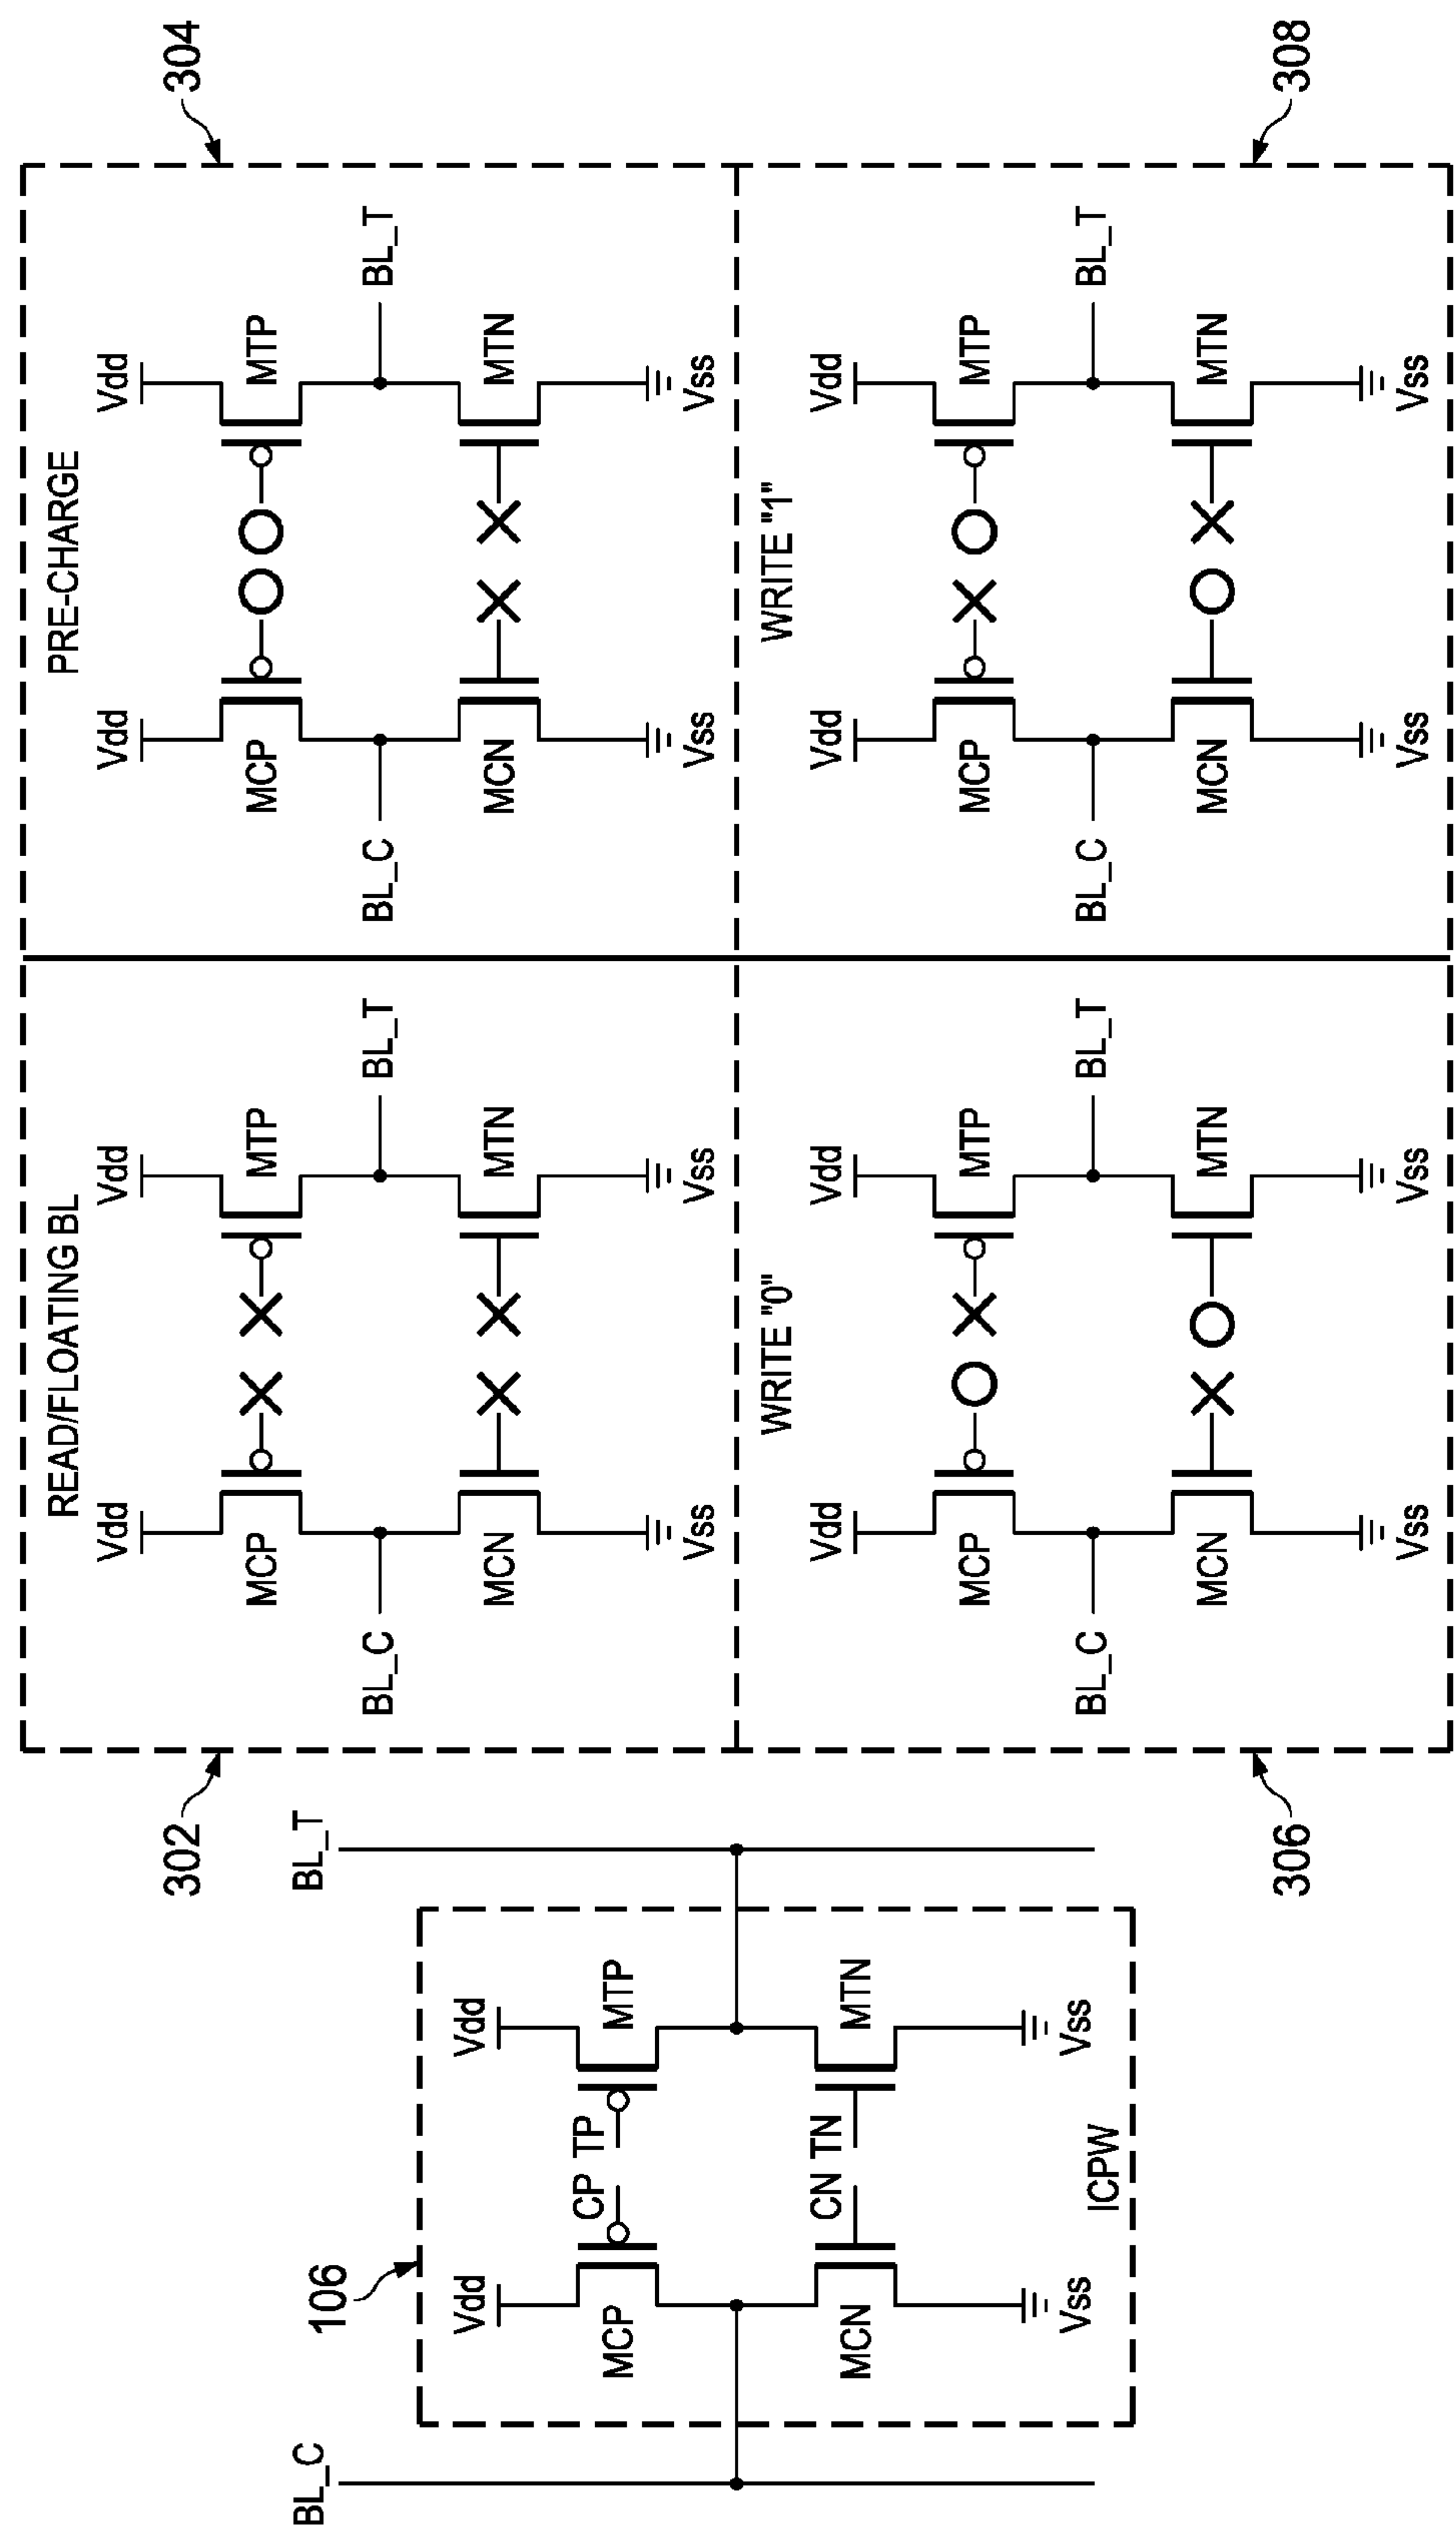 BL_C
BL_T
106
Vdd
Vdd
MCP
CP
TP
MTP
MCN
CN
TN
MTN
Vss
Vss
ICPW
302
READ/FLOATING BL
Vdd
Vdd
MCP
MTP
BL_C
BL_T
MCN
MTN
Vss
Vss
304
PRE-CHARGE
Vdd
Vdd
MCP
MTP
BL_C
BL_T
MCN
MTN
Vss
Vss
306
WRITE "0"
Vdd
Vdd
MCP
MTP
BL_C
BL_T
MCN
MTN
Vss
Vss
308
WRITE "1"
Vdd
Vdd
MCP
MTP
BL_C
BL_T
MCN
MTN
Vss
Vss